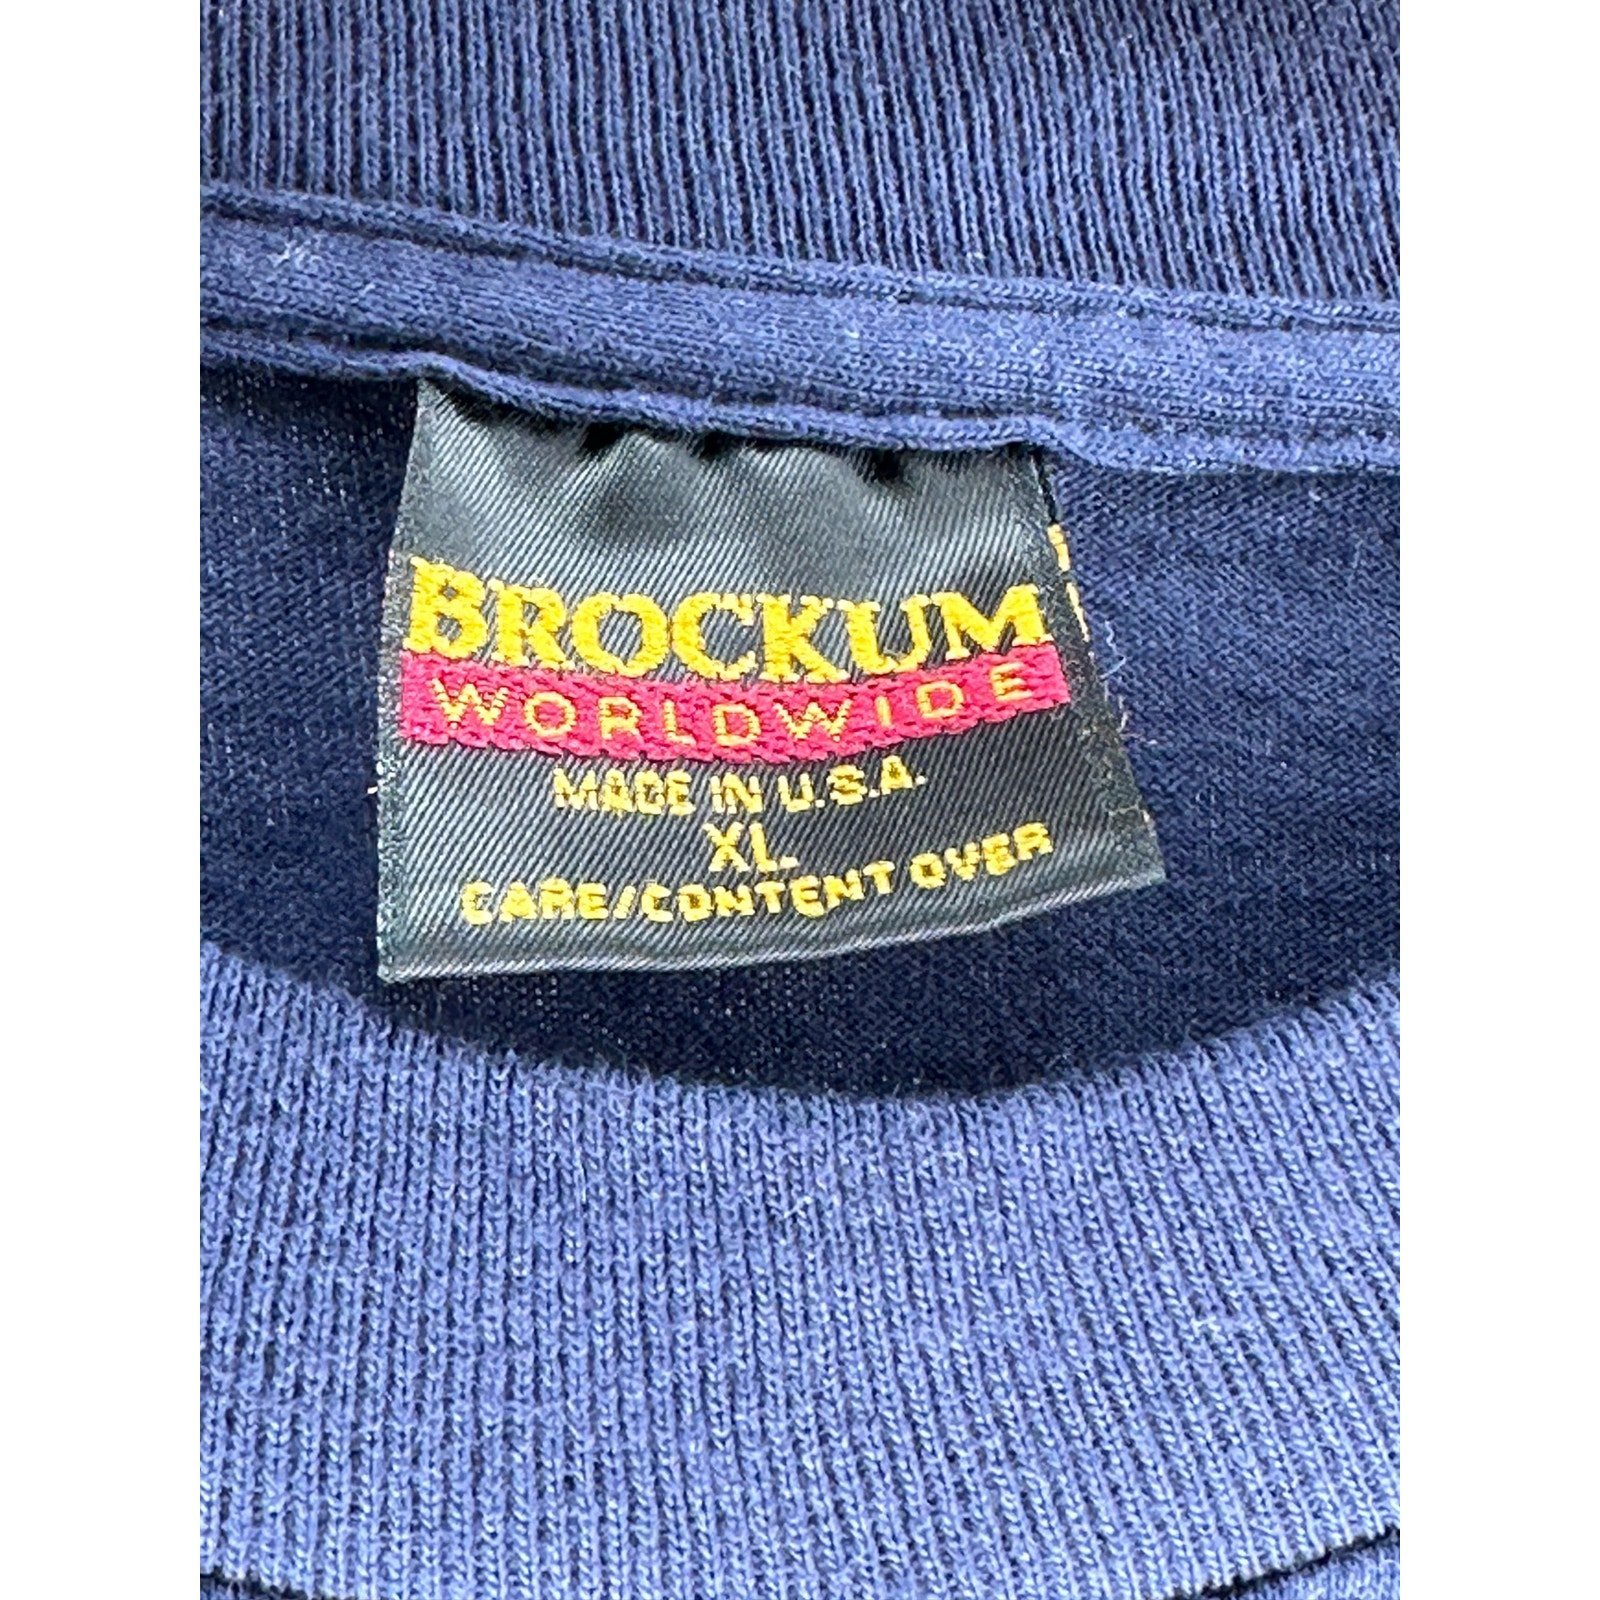 BROCKUM
WORLDWIDE
MADE IN U.S.A.
XL.
CARE/CONTENT OVER